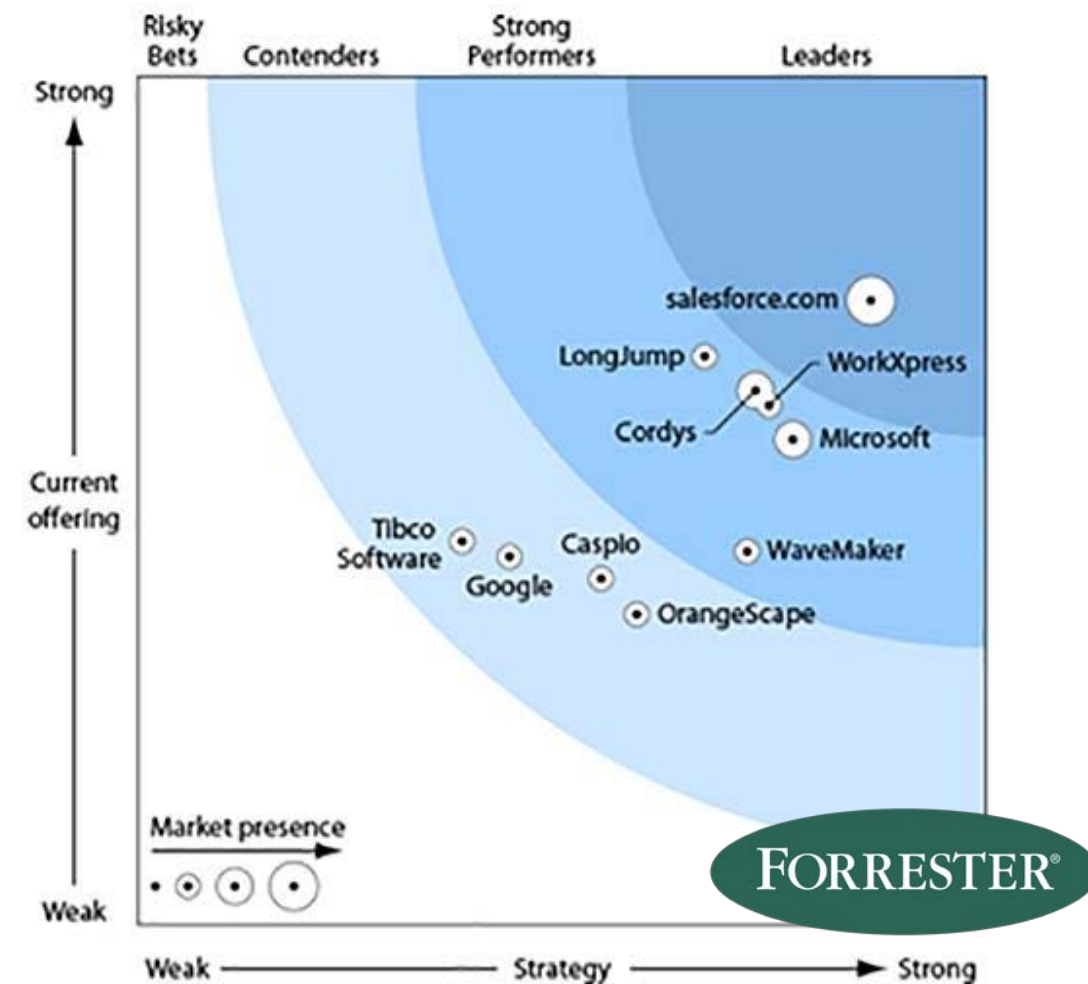 Risky
Bets
Contenders
Strong
Performers
Leaders
Strong
salesforce.com
LongJump
WorkXpress
Cordys
Microsoft
Current
offering
Tibco
Software
Google
Caspio
WaveMaker
OrangeScape
Market presence
FORRESTER®
Weak
Weak
Strategy
Strong